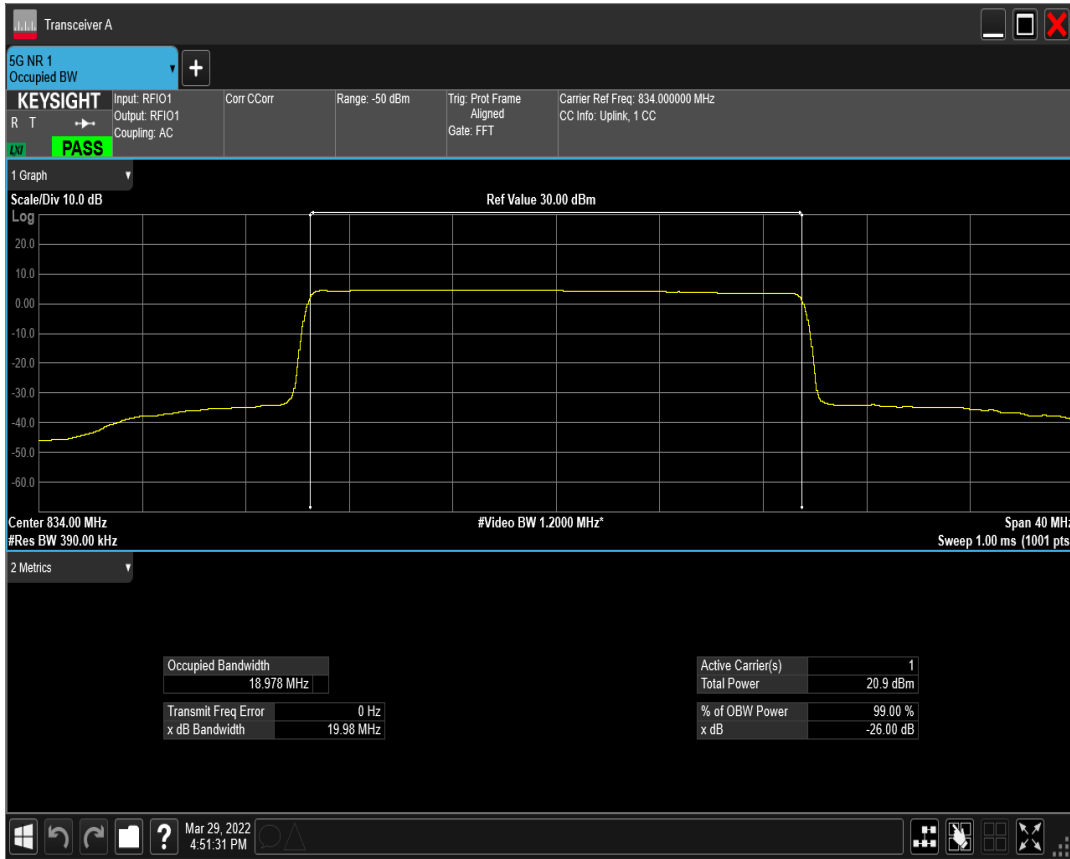 Transceiver A
5G NR 1
Occupied BW
KEYSIGHT
R T
LXI
PASS
Input: RFIO1
Output: RFIO1
Coupling: AC
Corr CCorr
Range: -50 dBm
Trig: Prot Frame
Aligned
Gate: FFT
Carrier Ref Freq: 834.000000 MHz
CC Info: Uplink, 1 CC
1 Graph
Scale/Div 10.0 dB
Ref Value 30.00 dBm
Log
20.0
10.0
0.00
-10.0
-20.0
-30.0
-40.0
-50.0
-60.0
Center 834.00 MHz
#Video BW 1.2000 MHz*
Span 40 MHz
#Res BW 390.00 kHz
Sweep 1.00 ms (1001 pts
2 Metrics
Occupied Bandwidth
18.978 MHz
Transmit Freq Error 0 Hz
x dB Bandwidth 19.98 MHz
Active Carrier(s) 1
Total Power 20.9 dBm
% of OBW Power 99.00 %
x dB -26.00 dB
?
Mar 29, 2022
4:51:31 PM